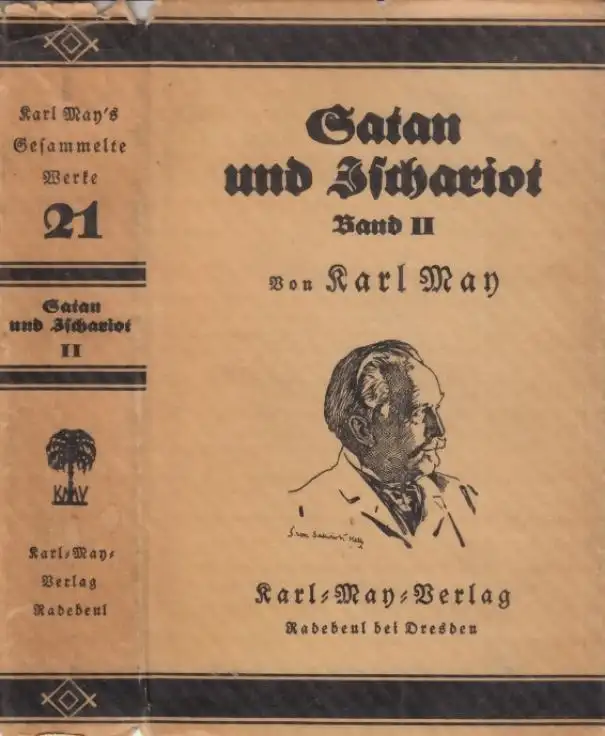 Karl May's
Gesammelte
Werke
21
Satan
und Ischariot
II
KMV
Karl-May-
Verlag
Radebeul
Satan
und Ischariot
Band II
Von Karl May
Karl-May-Verlag
Radebeul bei Dresden